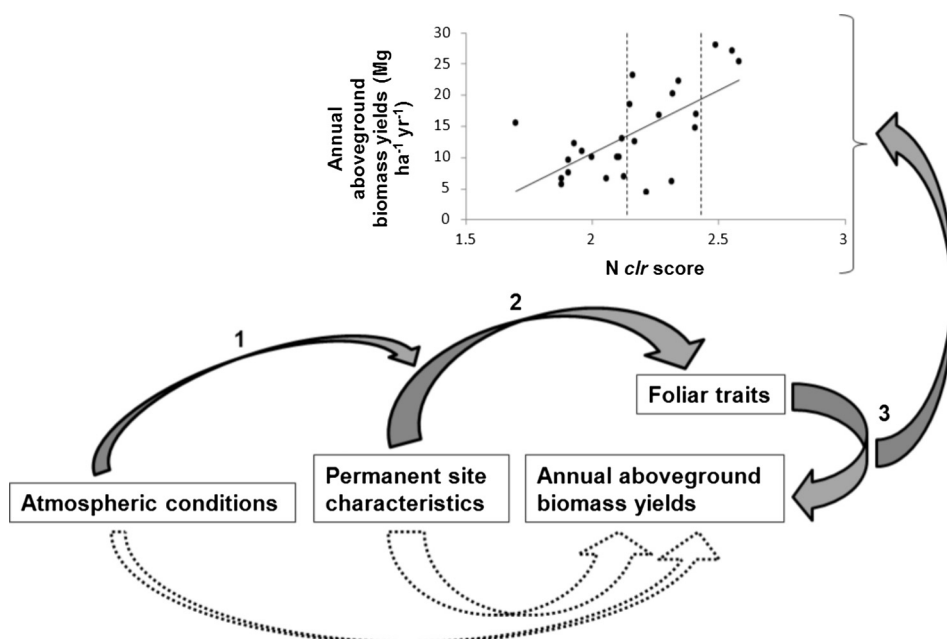 Annual
aboveground
biomass yields (Mg
ha⁻¹ yr⁻¹)
30
25
20
15
10
5
0
1.5 2 2.5 3
N clr score
1
2
3
Foliar traits
Atmospheric conditions
Permanent site
characteristics
Annual aboveground
biomass yields